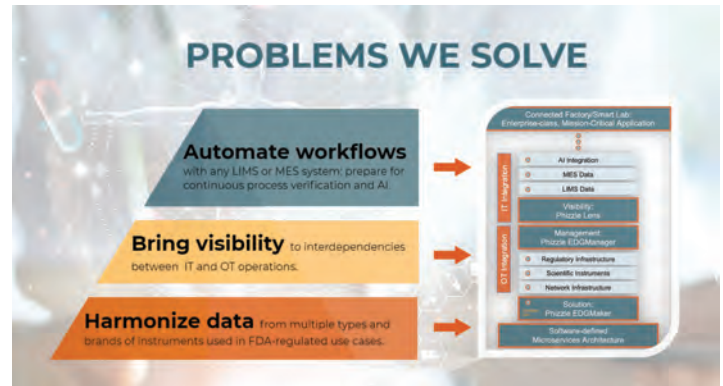 PROBLEMS WE SOLVE
Automate workflows
with any LIMS or MES system: prepare for
continuous process verification and AI.
Bring visibility to interdependencies
between IT and OT operations.
Harmonize data from multiple types and
brands of instruments used in FDA-regulated use cases.
Connected Factory/Smart Lab:
Enterprise-class, Mission-Critical Application
IT Integration
AI Integration
MES Data
LIMS Data
Visibility:
Phizzle Lens
OT Integration
Management:
Phizzle EDGManager
Regulatory Infrastructure
Scientific Instruments
Network Infrastructure
Solution:
Phizzle EDGMaker
Software-defined
Microservices Architecture